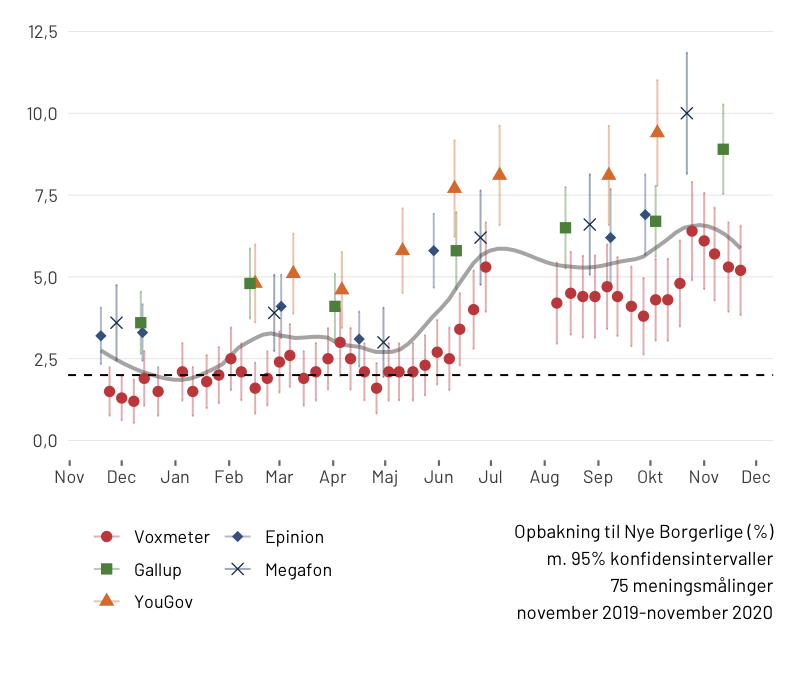 12,5
10,0
7,5
5,0
2,5
0,0
Nov Dec Jan Feb Mar Apr Maj Jun Jul Aug Sep Okt Nov Dec
Voxmeter Epinion
Gallup Megafon
YouGov
Opbakning til Nye Borgerlige (%)
m. 95% konfidensintervaller
75 meningsmålinger
november 2019-november 2020